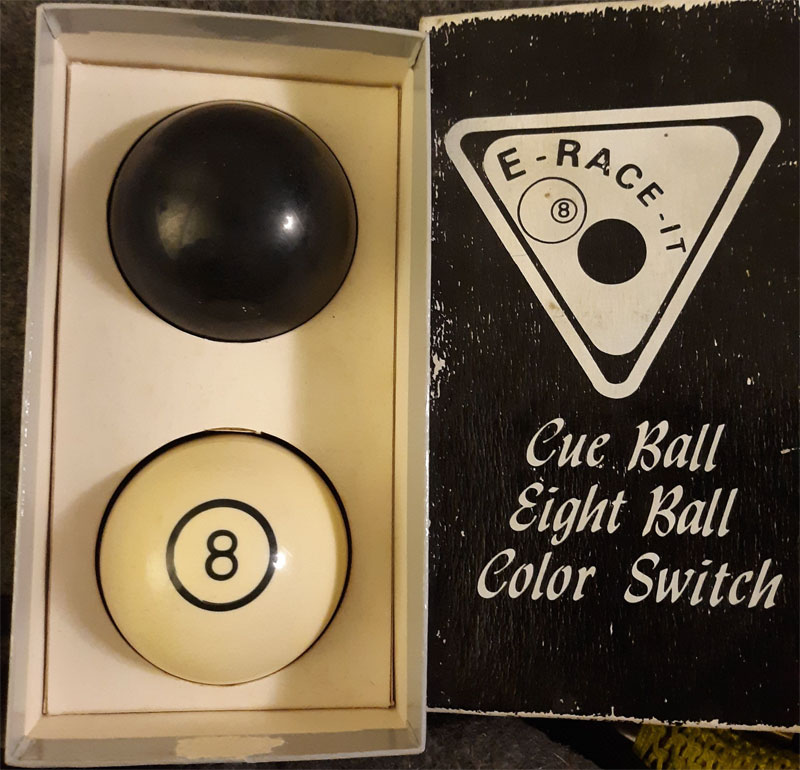 8
E-RACE-IT
8
Cue Ball
Eight Ball
Color Switch